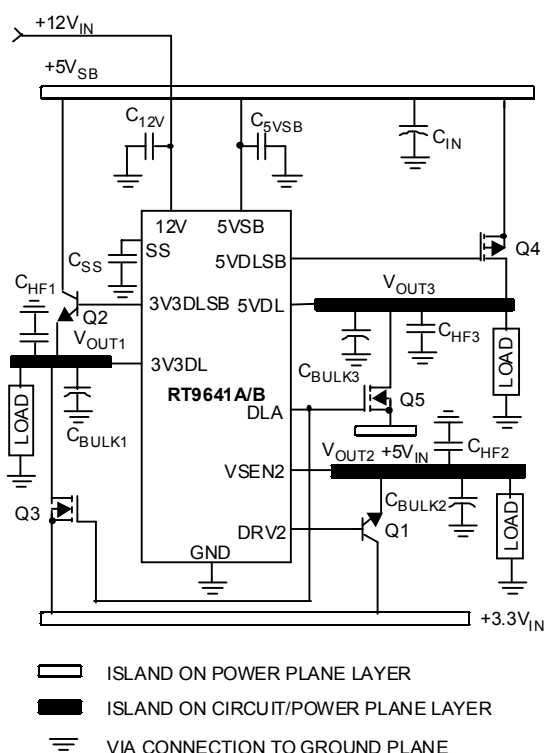 +12VIN
+5VSB
C12V
C5VSB
CIN
12V
5VSB
SS
CSS
5VDLSB
Q4
CHF1
Q2
3V3DLSB
5VDL
VOUT3
VOUT1
3V3DL
CHF3
LOAD
RT9641A/B
CBULK3
LOAD
CBULK1
DLA
Q5
VOUT2
+5VIN
CHF2
VSEN2
Q3
CBULK2
DRV2
Q1
LOAD
GND
+3.3VIN
ISLAND ON POWER PLANE LAYER
ISLAND ON CIRCUIT/POWER PLANE LAYER
VIA CONNECTION TO GROUND PLANE